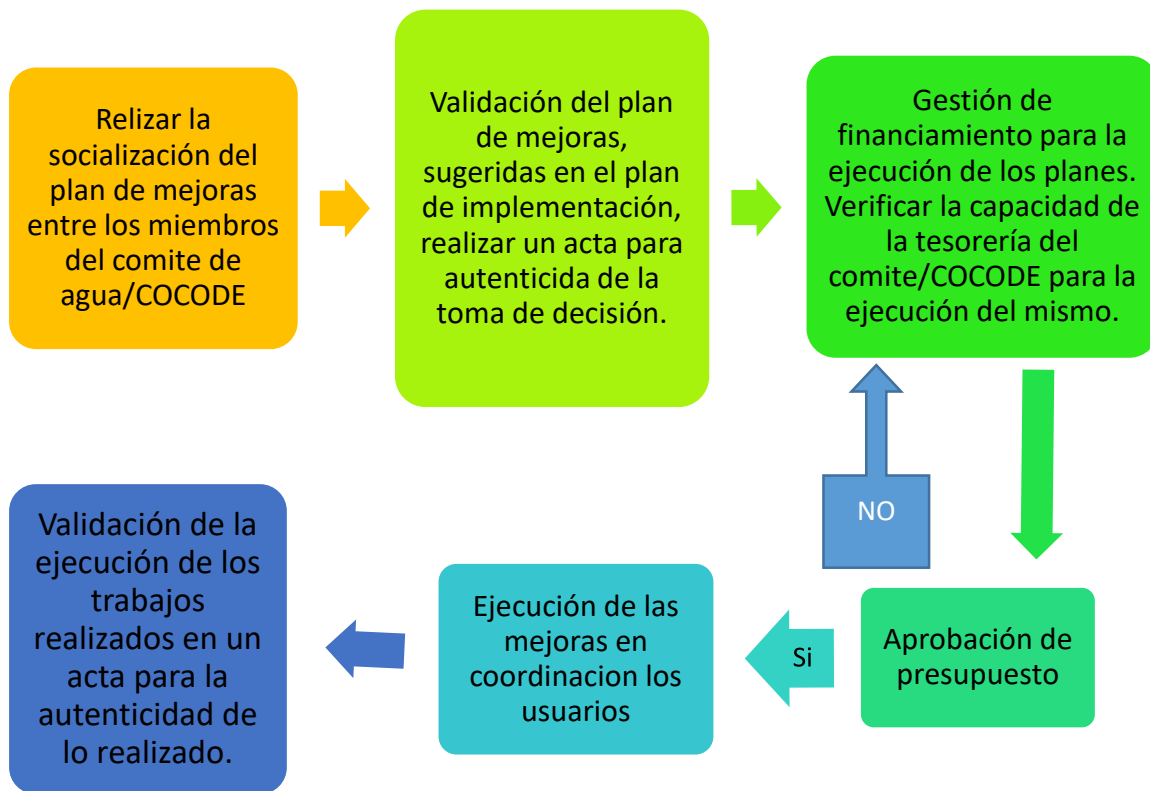 Relizar la
socialización del
plan de mejoras
entre los miembros
del comite de
agua/COCODE
Validación del plan
de mejoras,
sugeridas en el plan
de implementación,
realizar un acta para
autenticida de la
toma de decisión.
Gestión de
financiamiento para la
ejecución de los planes.
Verificar la capacidad de
la tesorería del
comite/COCODE para la
ejecución del mismo.
NO
Aprobación de
presupuesto
Si
Ejecución de las
mejoras en
coordinacion los
usuarios
Validación de la
ejecución de los
trabajos
realizados en un
acta para la
autenticidad de
lo realizado.